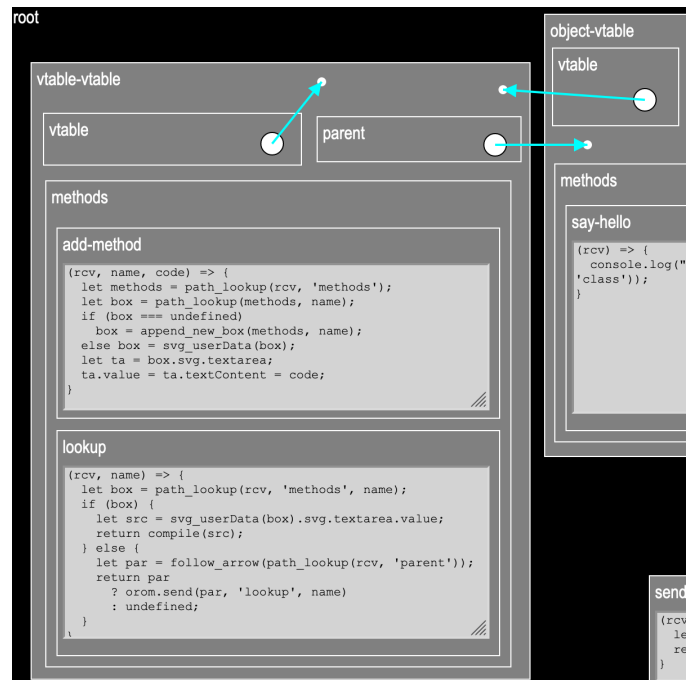 root
vtable-vtable
vtable
parent
methods
add-method
(rcv, name, code) => {
  let methods = path_lookup(rcv, 'methods');
  let box = path_lookup(methods, name);
  if (box === undefined)
    box = append_new_box(methods, name);
  else box = svg_userData(box);
  let ta = box.svg.textarea;
  ta.value = ta.textContent = code;
}
lookup
(rcv, name) => {
  let box = path_lookup(rcv, 'methods', name);
  if (box) {
    let src = svg_userData(box).svg.textarea.value;
    return compile(src);
  } else {
    let par = follow_arrow(path_lookup(rcv, 'parent'));
    return par
      ? orom.send(par, 'lookup', name)
      : undefined;
  }
object-vtable
vtable
methods
say-hello
(rcv) => {
  console.log("
'class'));
}
send
(rcv
  le
  re
}